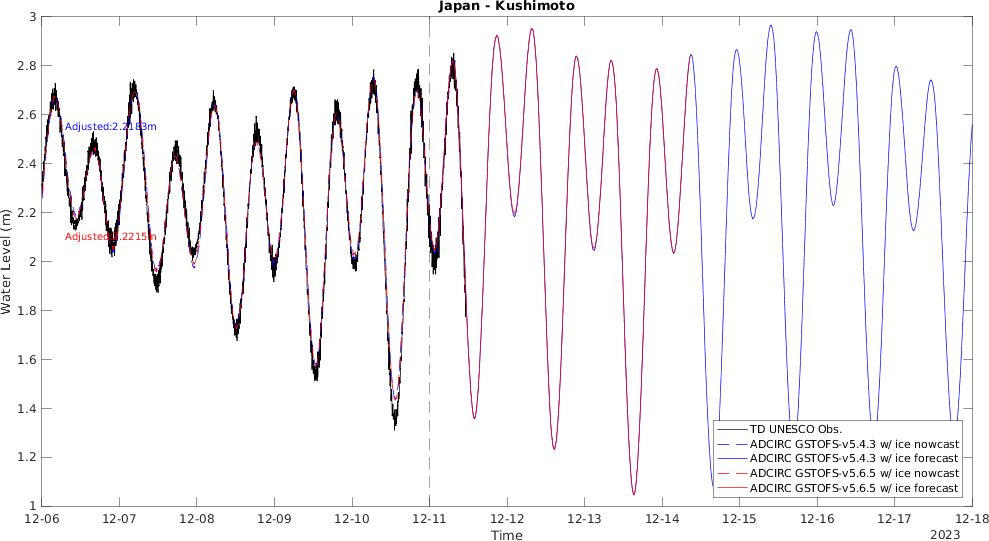 Japan - Kushimoto
Water Level (m)
3
2.8
2.6
2.4
2.2
2
1.8
1.6
1.4
1.2
1
Adjusted:2.2183m
Adjusted:2.2215m
TD UNESCO Obs.
ADCIRC GSTOFS-v5.4.3 w/ ice nowcast
ADCIRC GSTOFS-v5.4.3 w/ ice forecast
ADCIRC GSTOFS-v5.6.5 w/ ice nowcast
ADCIRC GSTOFS-v5.6.5 w/ ice forecast
12-06 12-07 12-08 12-09 12-10 12-11 12-12 12-13 12-14 12-15 12-16 12-17 12-18
Time
2023